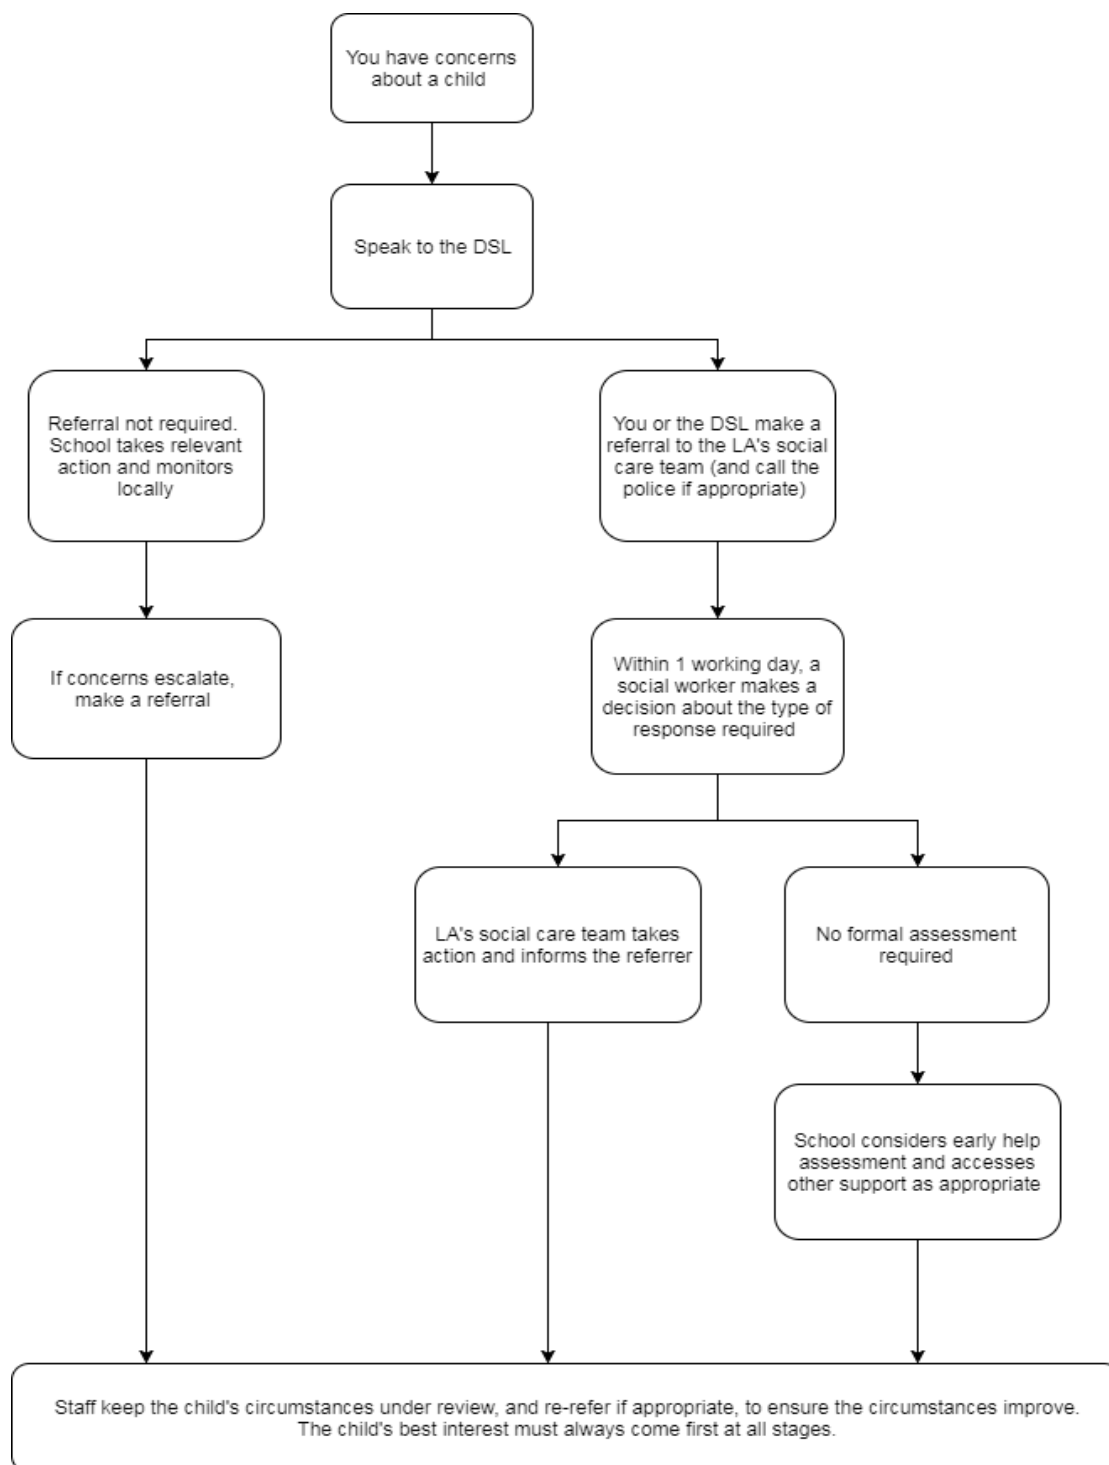 You have concerns
about a child
Speak to the DSL
Referral not required.
School takes relevant
action and monitors
locally
You or the DSL make a
referral to the LA's social
care team (and call the
police if appropriate)
If concerns escalate,
make a referral
Within 1 working day, a
social worker makes a
decision about the type of
response required
LA's social care team takes
action and informs the referrer
No formal assessment
required
School considers early help
assessment and accesses
other support as appropriate
Staff keep the child's circumstances under review, and re-refer if appropriate, to ensure the circumstances improve.
The child's best interest must always come first at all stages.